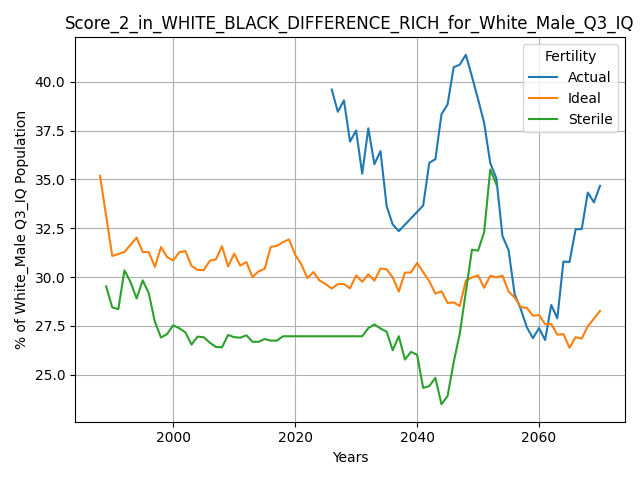 Score_2_in_WHITE_BLACK_DIFFERENCE_RICH_for_White_Male_Q3_IQ
Fertility
Actual
Ideal
Sterile
% of White_Male Q3_IQ Population
40.0
37.5
35.0
32.5
30.0
27.5
25.0
2000
2020
2040
2060
Years